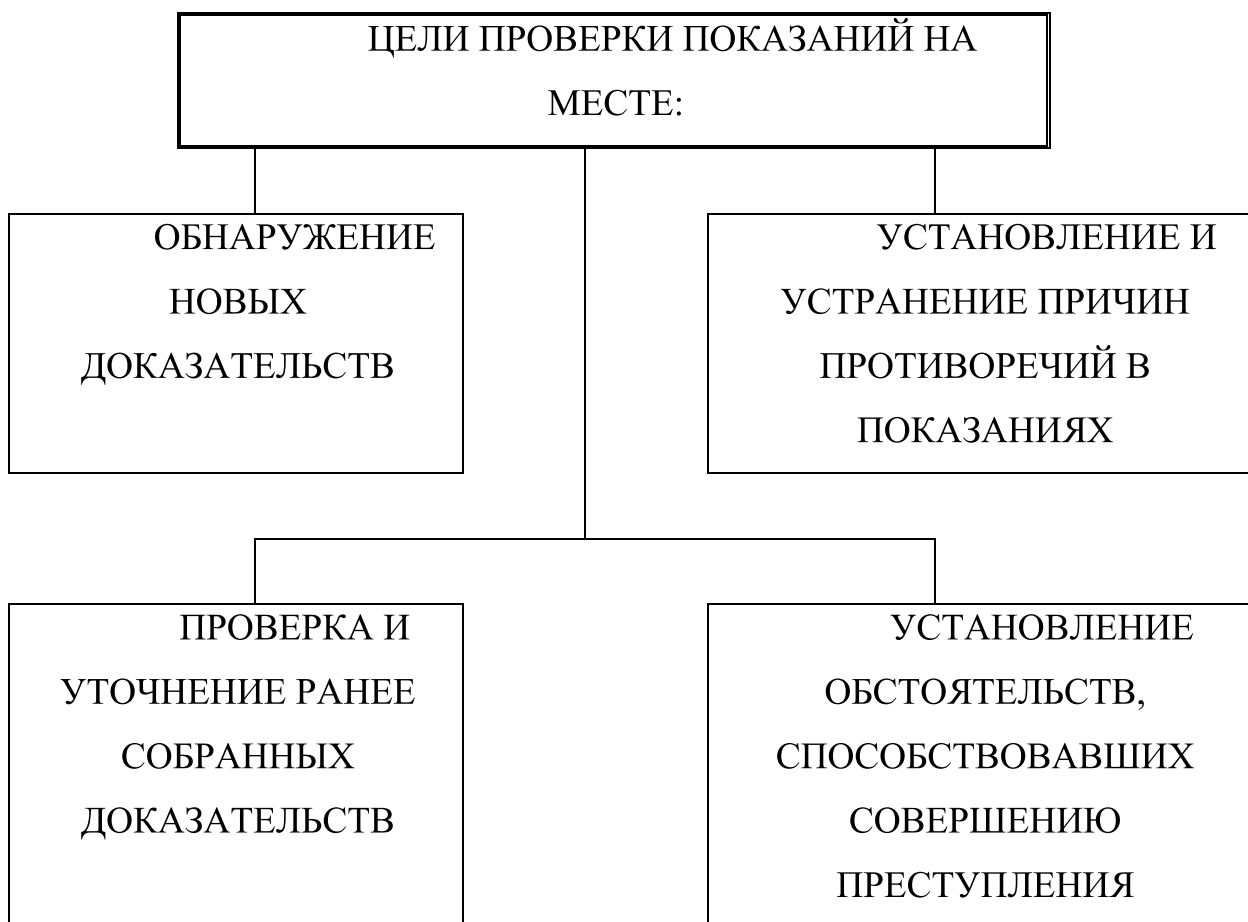 ЦЕЛИ ПРОВЕРКИ ПОКАЗАНИЙ НА
МЕСТЕ:
ОБНАРУЖЕНИЕ
НОВЫХ
ДОКАЗАТЕЛЬСТВ
УСТАНОВЛЕНИЕ И
УСТРАНЕНИЕ ПРИЧИН
ПРОТИВОРЕЧИЙ В
ПОКАЗАНИЯХ
ПРОВЕРКА И
УТОЧНЕНИЕ РАНЕЕ
СОБРАННЫХ
ДОКАЗАТЕЛЬСТВ
УСТАНОВЛЕНИЕ
ОБСТОЯТЕЛЬСТВ,
СПОСОБСТВОВАВШИХ
СОВЕРШЕНИЮ
ПРЕСТУПЛЕНИЯ